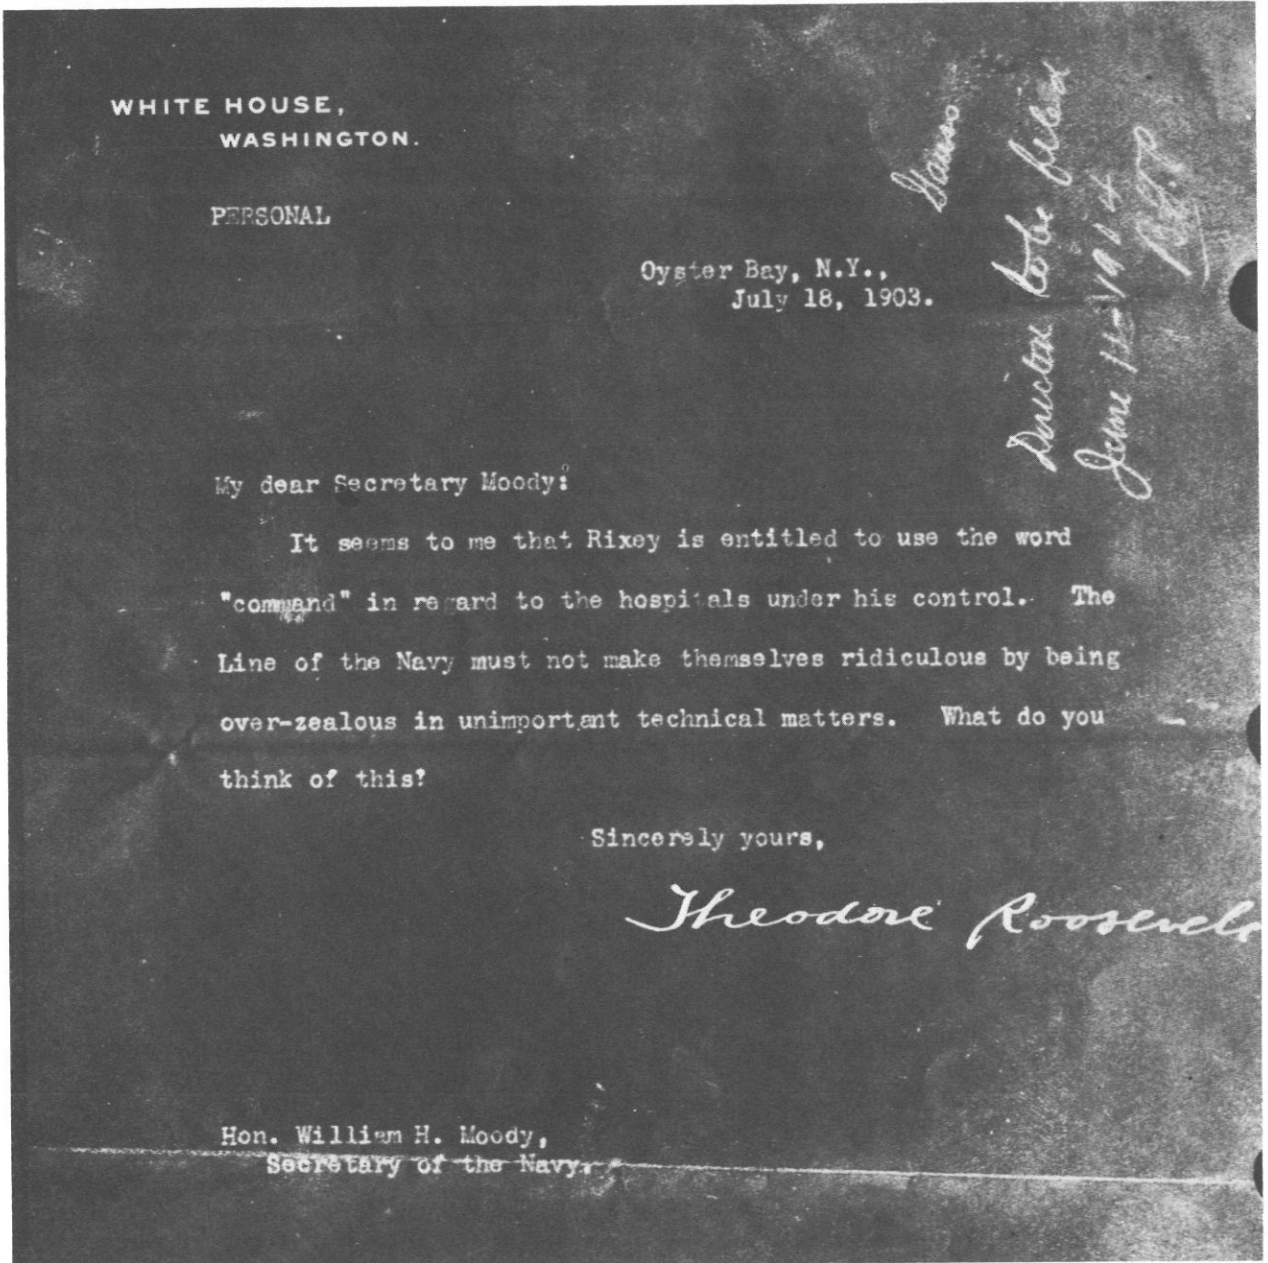 WHITE HOUSE,
WASHINGTON.
PERSONAL
Oyster Bay, N.Y.,
July 18, 1903.
My dear Secretary Moody:
It seems to me that Rixey is entitled to use the word
"command" in regard to the hospitals under his control. The
Line of the Navy must not make themselves ridiculous by being
over-zealous in unimportant technical matters. What do you
think of this?
Sincerely yours,
Theodore Roosevelt
Hon. William H. Moody,
Secretary of the Navy.
to be filed
June 1904